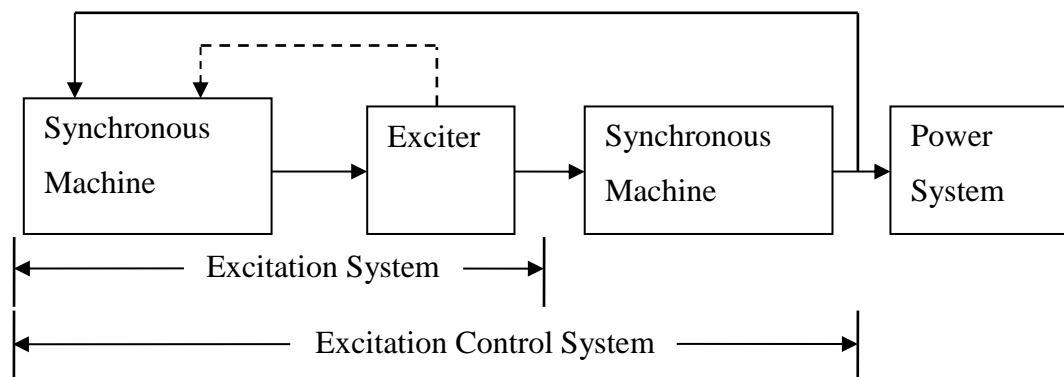 Synchronous
Machine
Exciter
Synchronous
Machine
Power
System
Excitation System
Excitation Control System